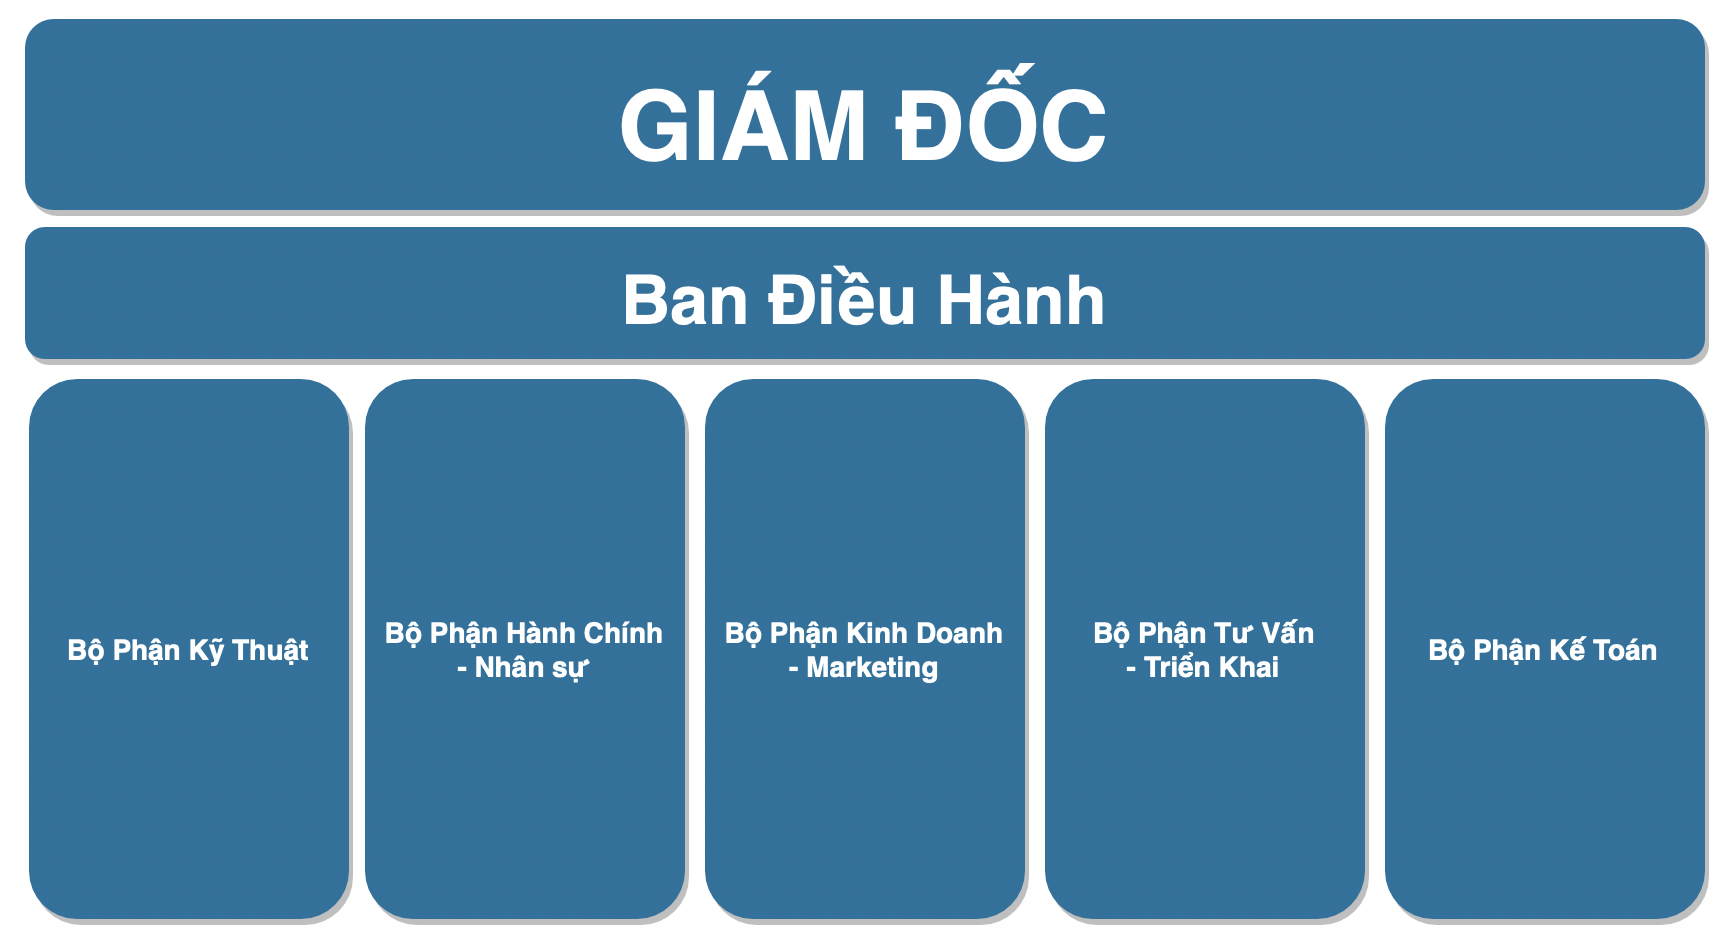 GIÁM ĐỐC
Ban Điều Hành
Bộ Phận Kỹ Thuật
Bộ Phận Hành Chính
- Nhân sự
Bộ Phận Kinh Doanh
- Marketing
Bộ Phận Tư Vấn
- Triển Khai
Bộ Phận Kế Toán